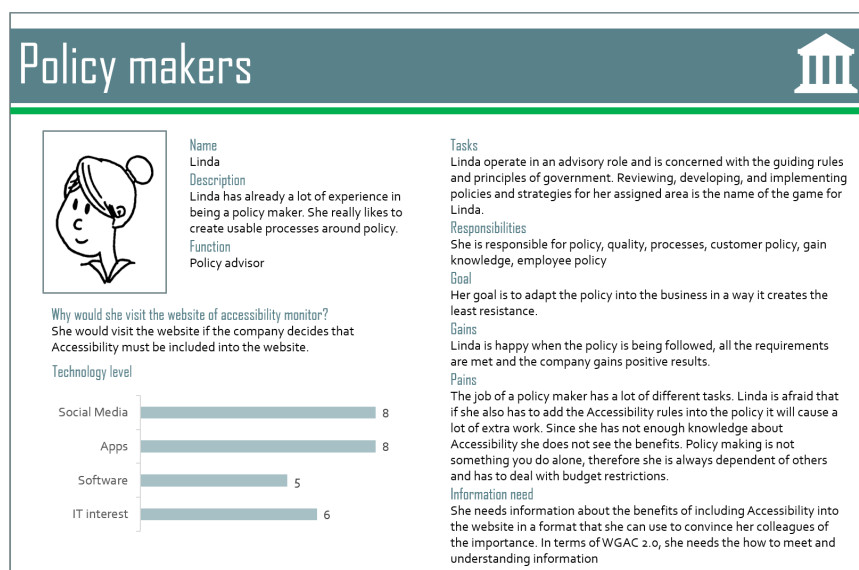 Policy makers
Name
Linda
Description
Linda has already a lot of experience in
being a policy maker. She really likes to
create usable processes around policy.
Function
Policy advisor
Why would she visit the website of accessibility monitor?
She would visit the website if the company decides that
Accessibility must be included into the website.
Technology level
Social Media 8
Apps 8
Software 5
IT interest 6
Tasks
Linda operate in an advisory role and is concerned with the guiding rules
and principles of government. Reviewing, developing, and implementing
policies and strategies for her assigned area is the name of the game for
Linda.
Responsibilities
She is responsible for policy, quality, processes, customer policy, gain
knowledge, employee policy
Goal
Her goal is to adapt the policy into the business in a way it creates the
least resistance.
Gains
Linda is happy when the policy is being followed, all the requirements
are met and the company gains positive results.
Pains
The job of a policy maker has a lot of different tasks. Linda is afraid that
if she also has to add the Accessibility rules into the policy it will cause a
lot of extra work. Since she has not enough knowledge about
Accessibility she does not see the benefits. Policy making is not
something you do alone, therefore she is always dependent of others
and has to deal with budget restrictions.
Information need
She needs information about the benefits of including Accessibility into
the website in a format that she can use to convince her colleagues of
the importance. In terms of WGAC 2.0, she needs the how to meet and
understanding information